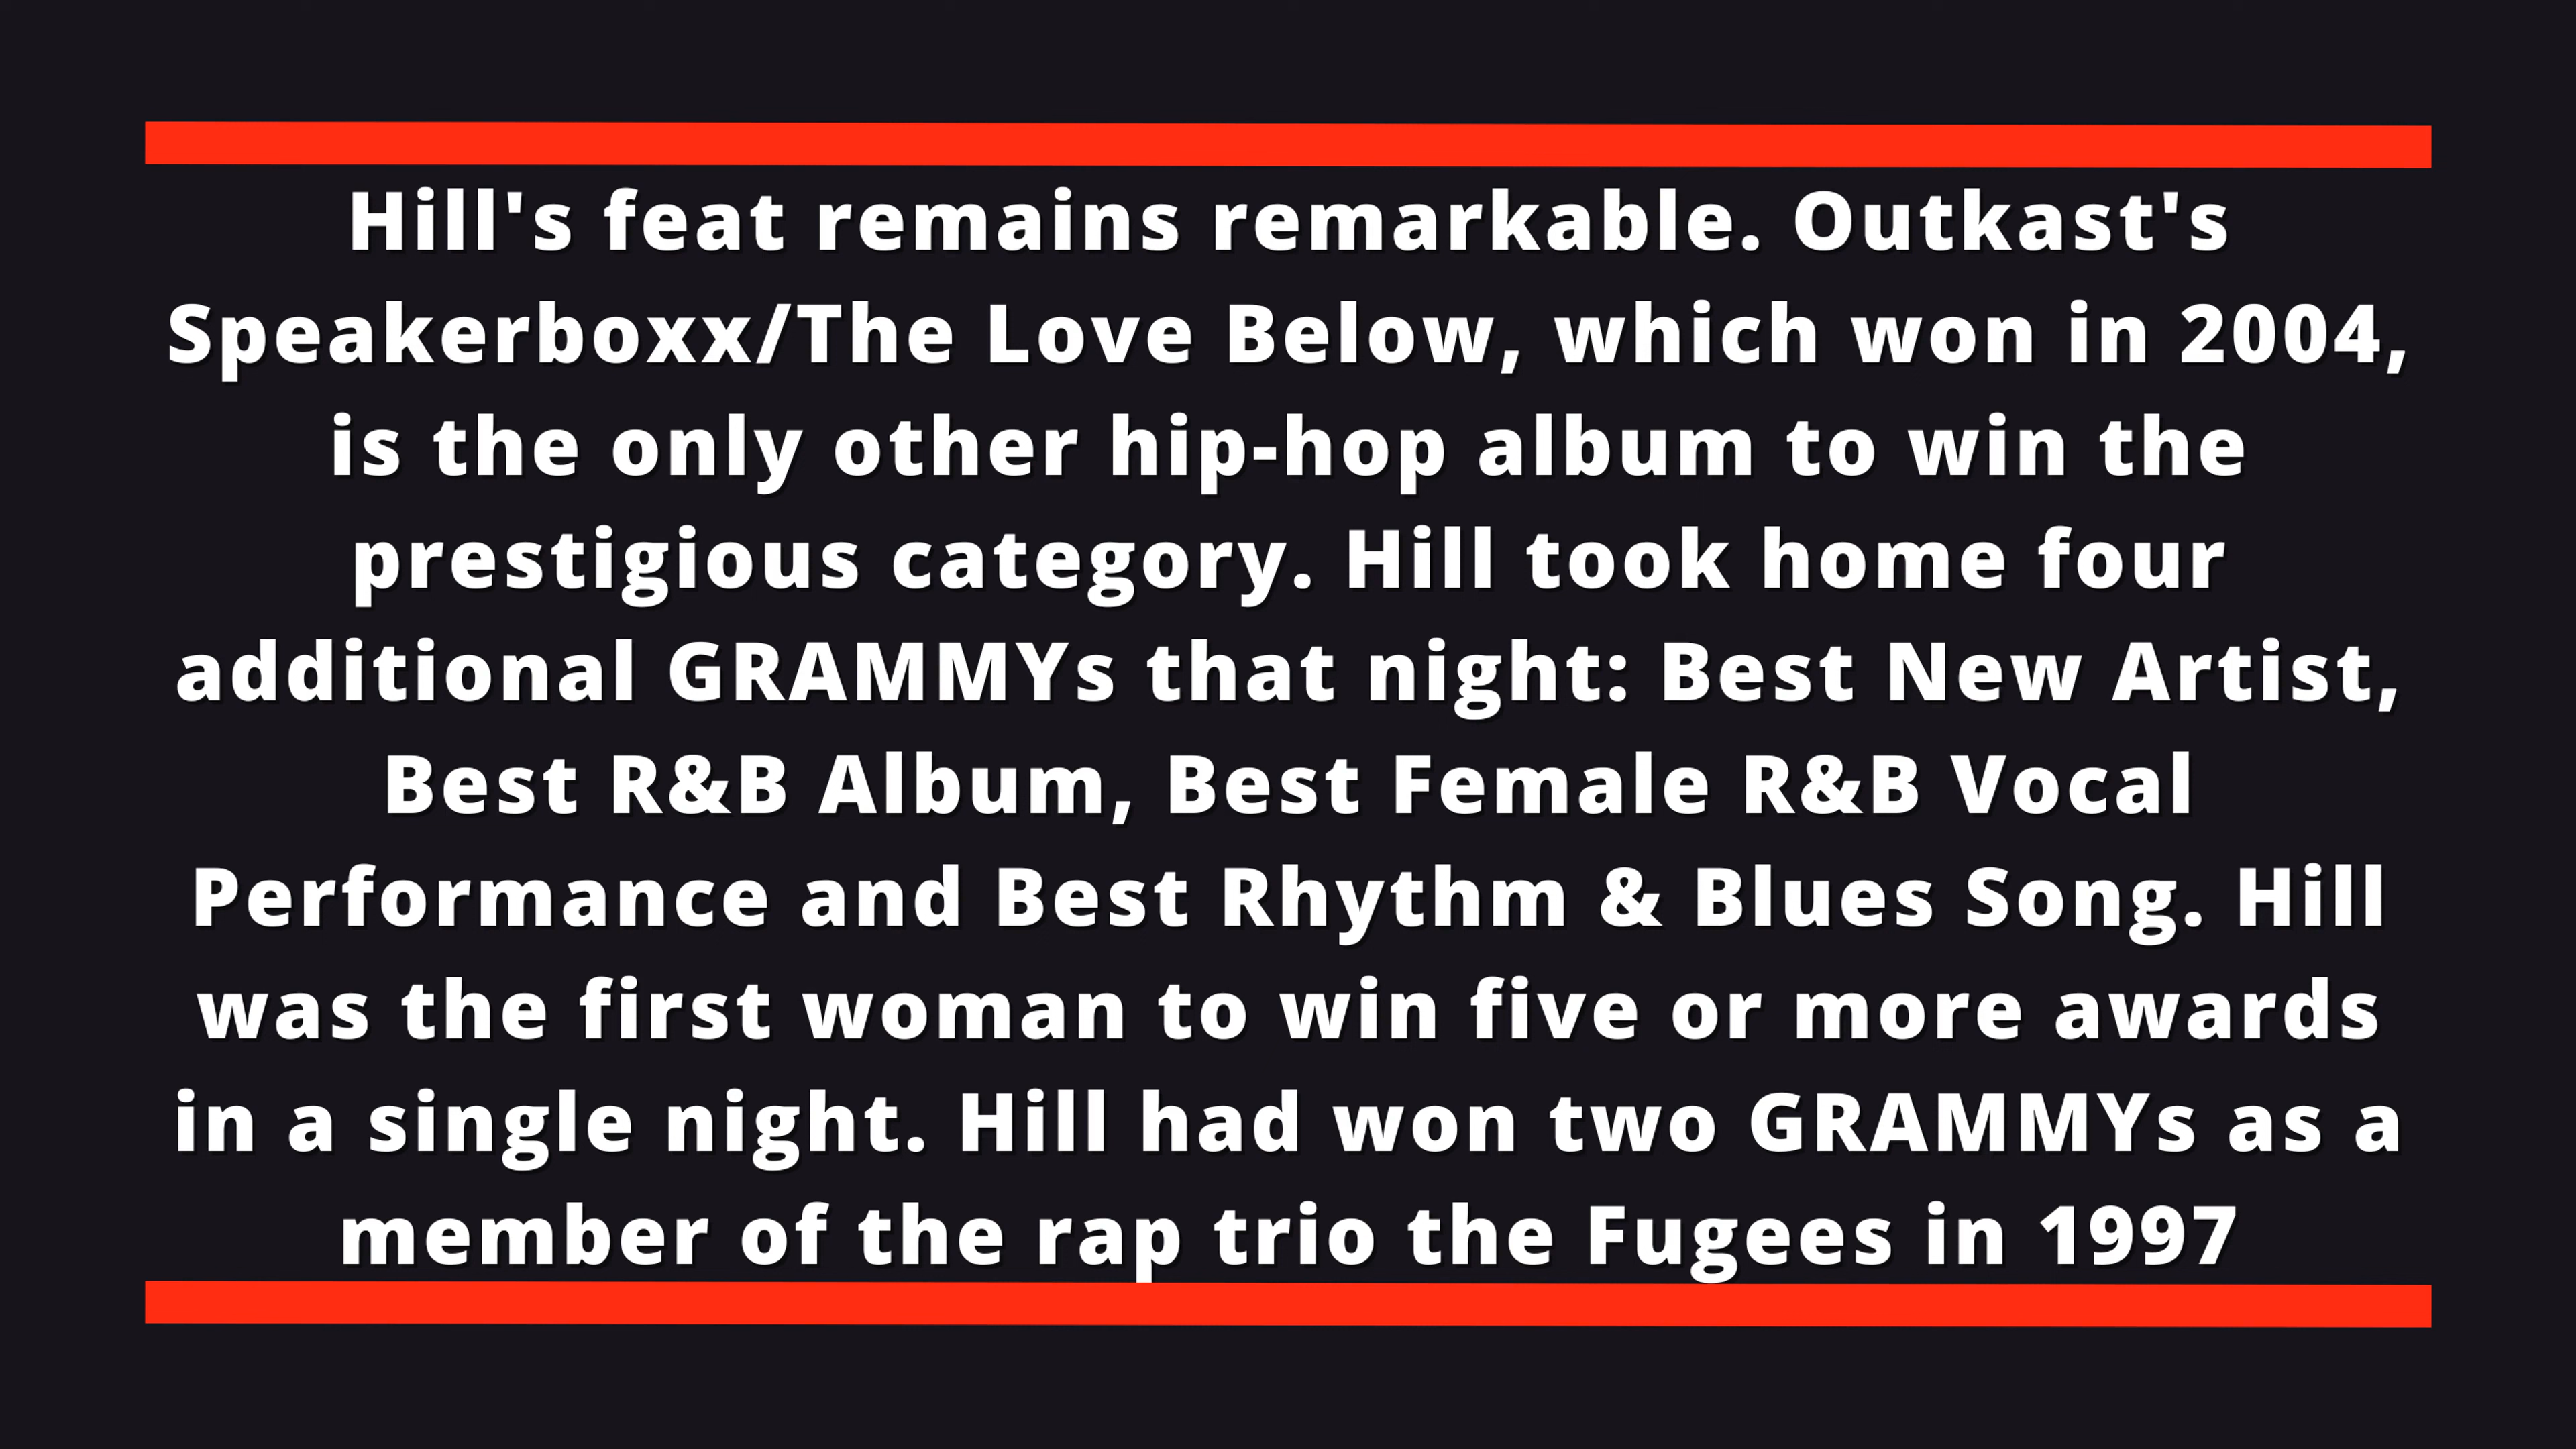 Hill's feat remains remarkable. Outkast's
Speakerboxx/The Love Below, which won in 2004,
is the only other hip-hop album to win the
prestigious category. Hill took home four
additional GRAMMYs that night: Best New Artist,
Best R&B Album, Best Female R&B Vocal
Performance and Best Rhythm & Blues Song. Hill
was the first woman to win five or more awards
in a single night. Hill had won two GRAMMYs as a
member of the rap trio the Fugees in 1997